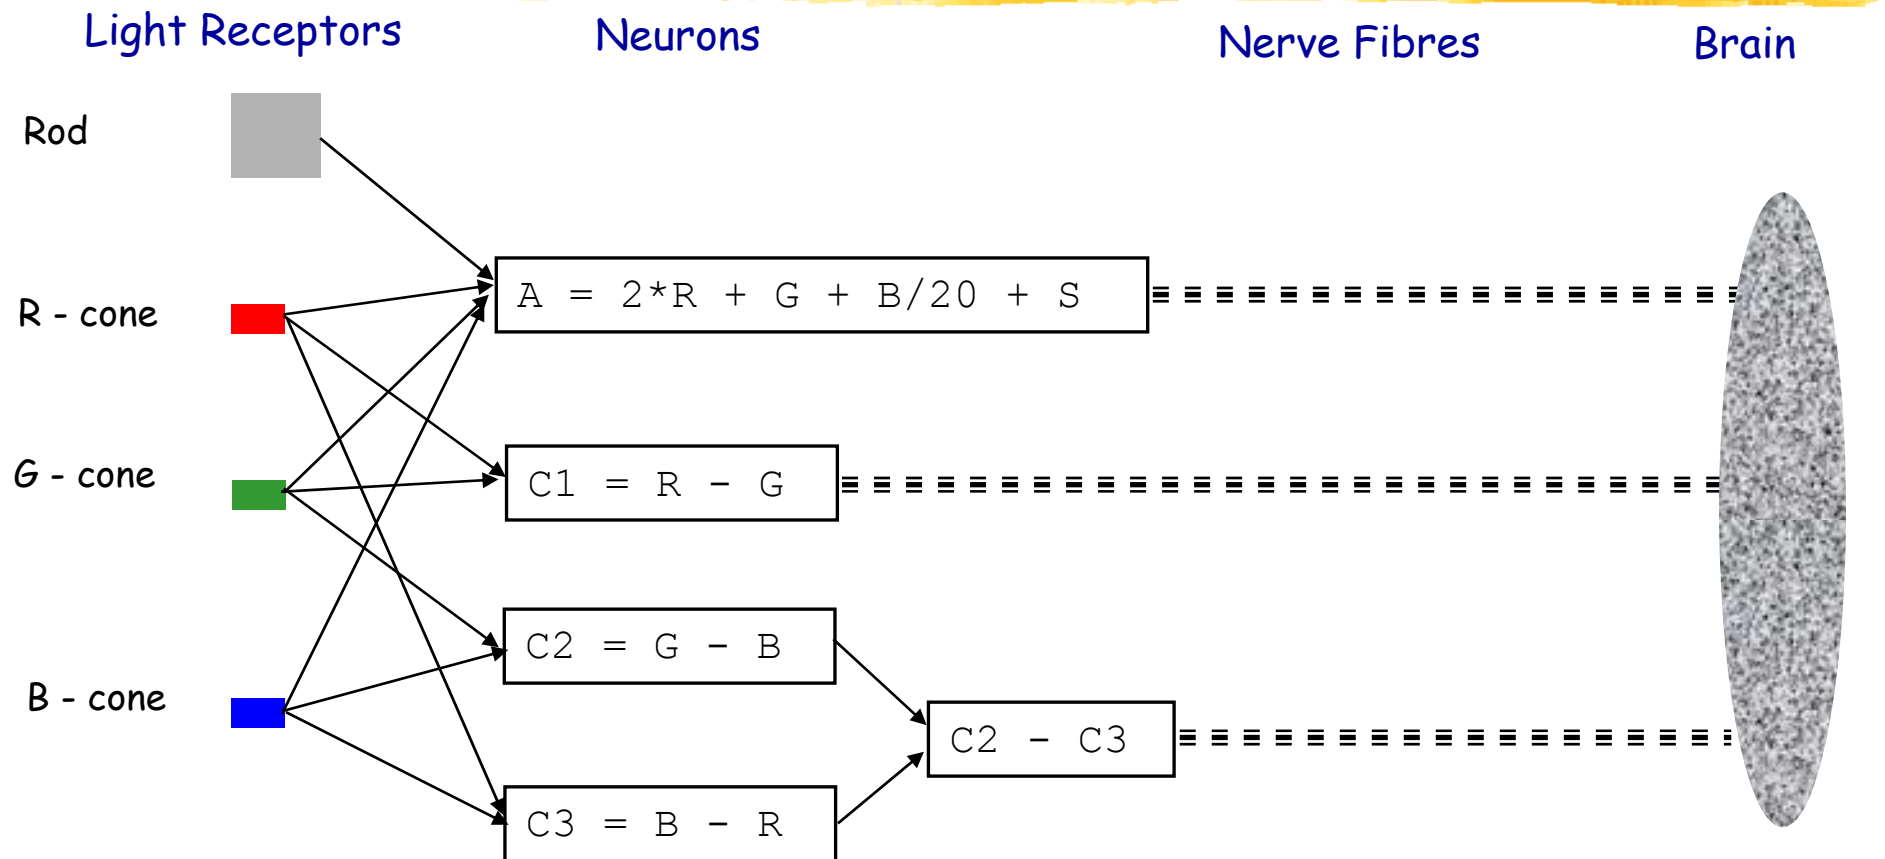 Light Receptors Neurons Nerve Fibres Brain
Rod
A = 2*R + G + B/20 + S
R - cone
G - cone
C1 = R - G
C2 = G - B
B - cone
C2 - C3
C3 = B - R